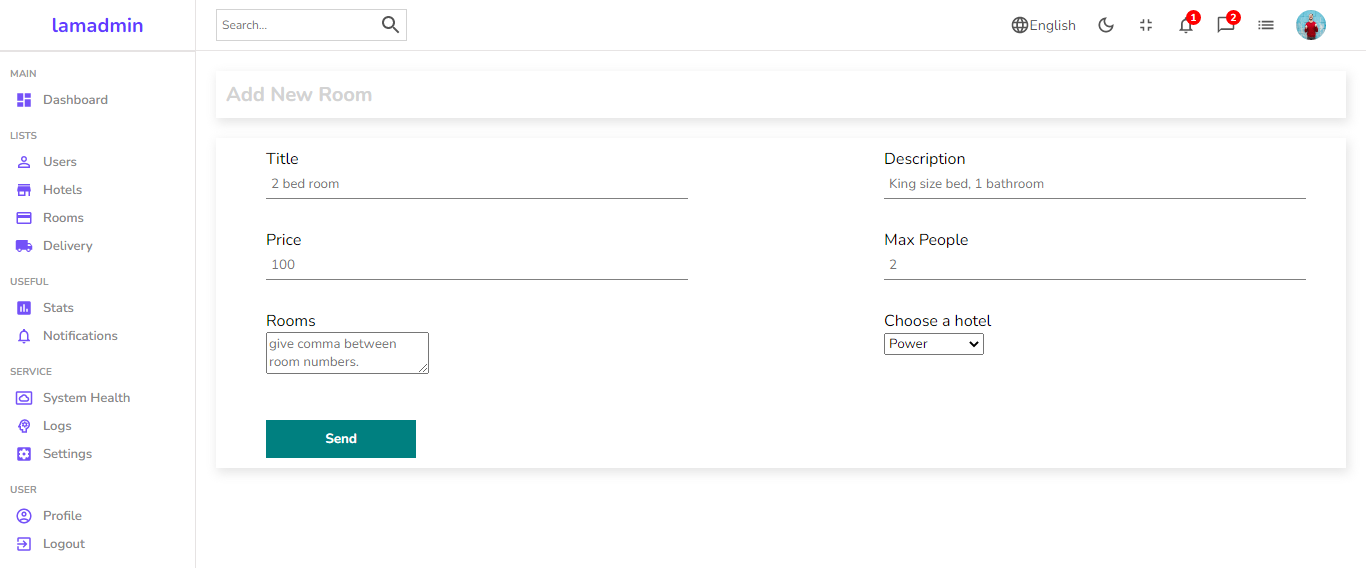 lamadmin
Search...
English
1
2
MAIN
Dashboard
LISTS
Users
Hotels
Rooms
Delivery
USEFUL
Stats
Notifications
SERVICE
System Health
Logs
Settings
USER
Profile
Logout
Add New Room
Title
2 bed room
Description
King size bed, 1 bathroom
Price
100
Max People
2
Rooms
give comma between
room numbers.
Choose a hotel
Power
Send